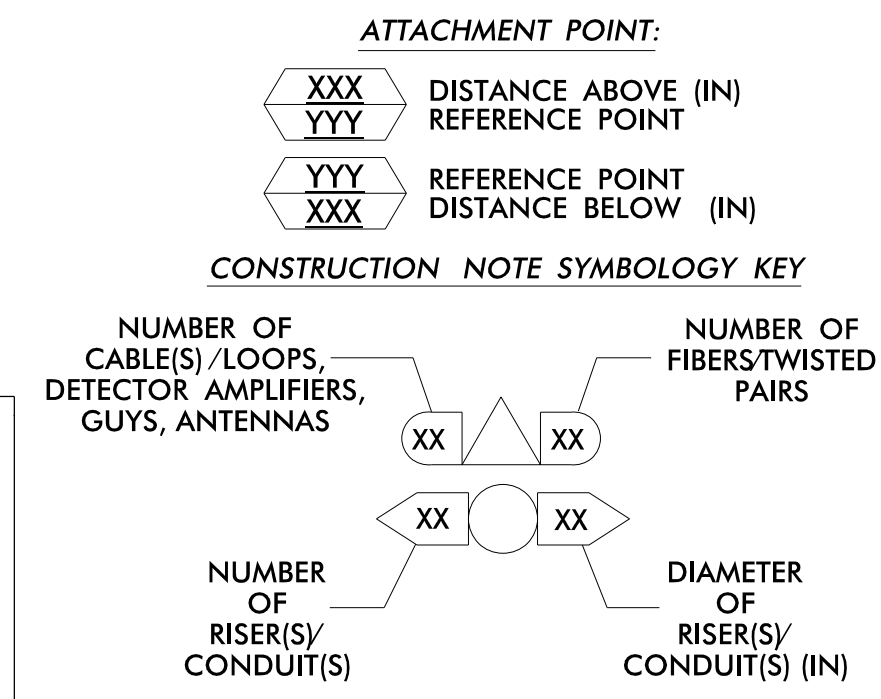 ATTACHMENT POINT:
XXX DISTANCE ABOVE (IN)
YYY REFERENCE POINT
YYY REFERENCE POINT
XXX DISTANCE BELOW (IN)
CONSTRUCTION NOTE SYMBOLOGY KEY
NUMBER OF
CABLE(S)/LOOPS,
DETECTOR AMPLIFIERS,
GUYS, ANTENNAS
NUMBER OF
FIBERS/TWISTED
PAIRS
XX XX
XX XX
NUMBER
OF
RISER(S)/
CONDUIT(S)
DIAMETER
OF
RISER(S)/
CONDUIT(S) (IN)